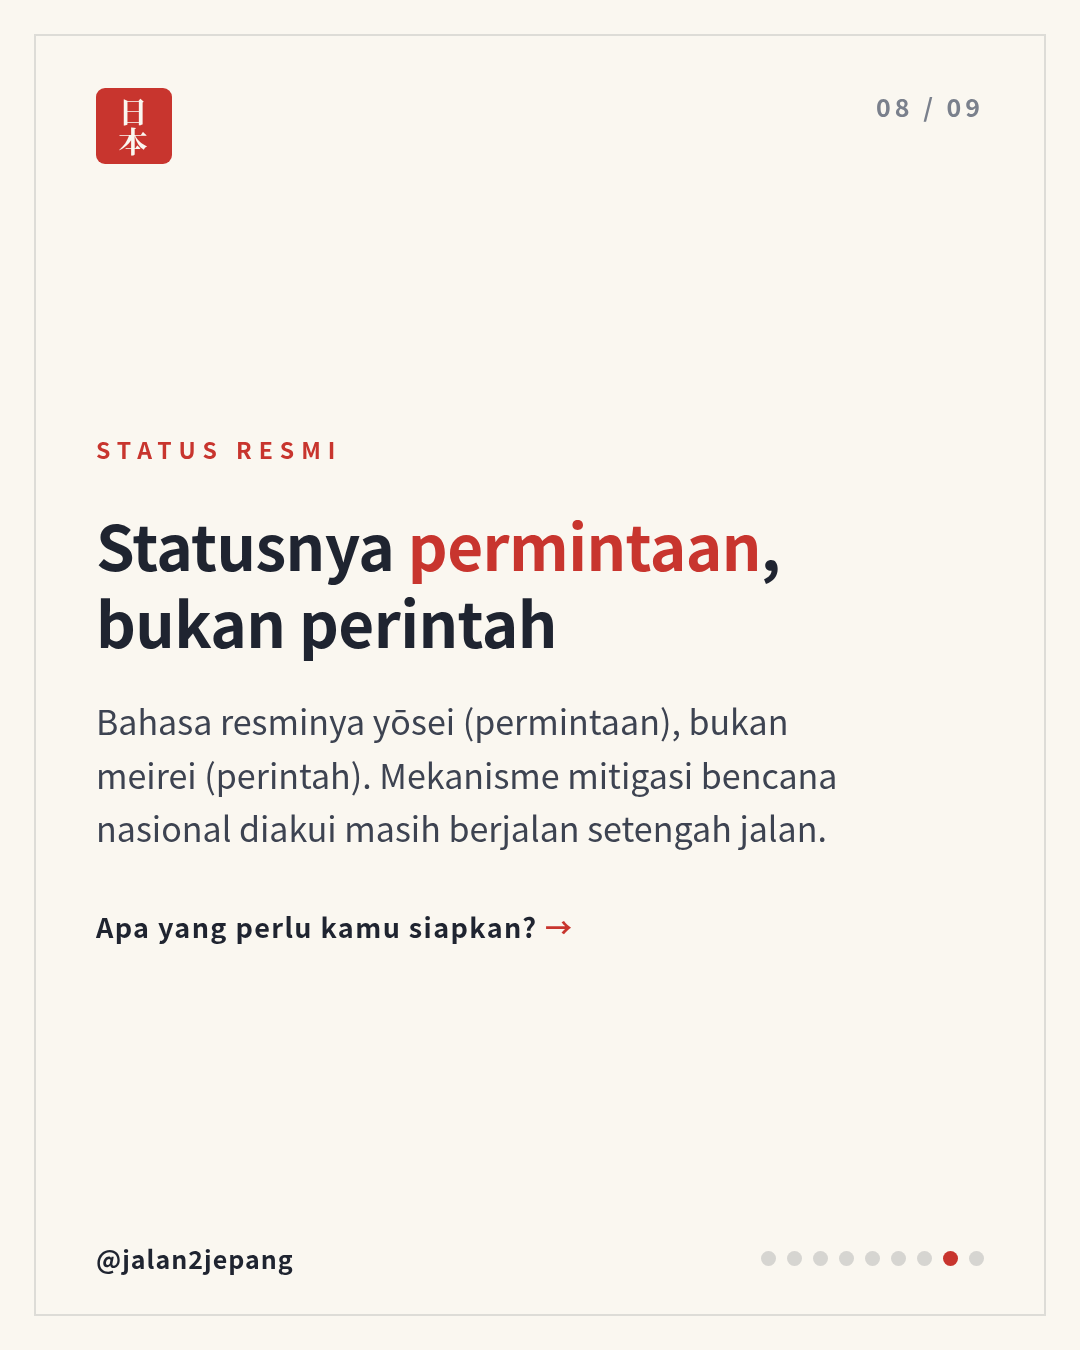 日本
08 / 09
STATUS RESMI
Statusnya permintaan,
bukan perintah
Bahasa resminya yōsei (permintaan), bukan
meirei (perintah). Mekanisme mitigasi bencana
nasional diakui masih berjalan setengah jalan.
Apa yang perlu kamu siapkan? →
@jalan2jepang